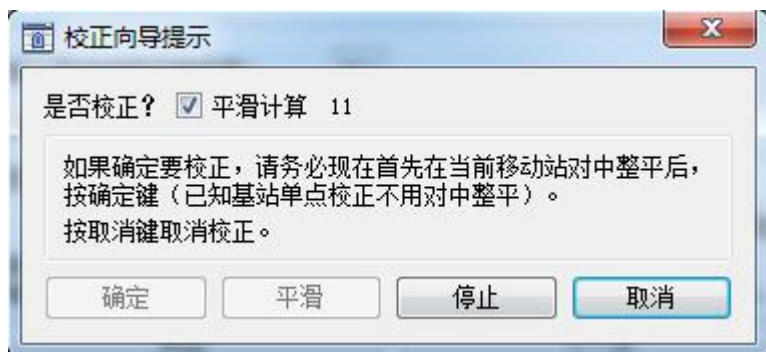 校正向导提示
是否校正? 平滑计算 11
如果确定要校正,请务必现在首先在当前移动站对中整平后,
按确定键(已知基站单点校正不用对中整平)。
按取消键取消校正。
确定 平滑 停止 取消